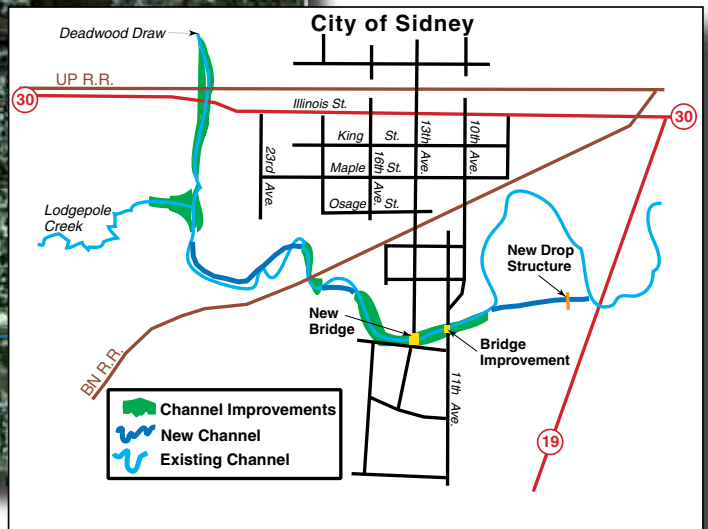 City of Sidney
Deadwood Draw
UP R.R.
30
Illinois St.
30
King St.
Maple St.
Osage St.
23rd Ave.
16th Ave.
13th Ave.
10th Ave.
Lodgepole
Creek
New Drop
Structure
New
Bridge
Bridge
Improvement
BN R.R.
11th Ave.
19
Channel Improvements
New Channel
Existing Channel